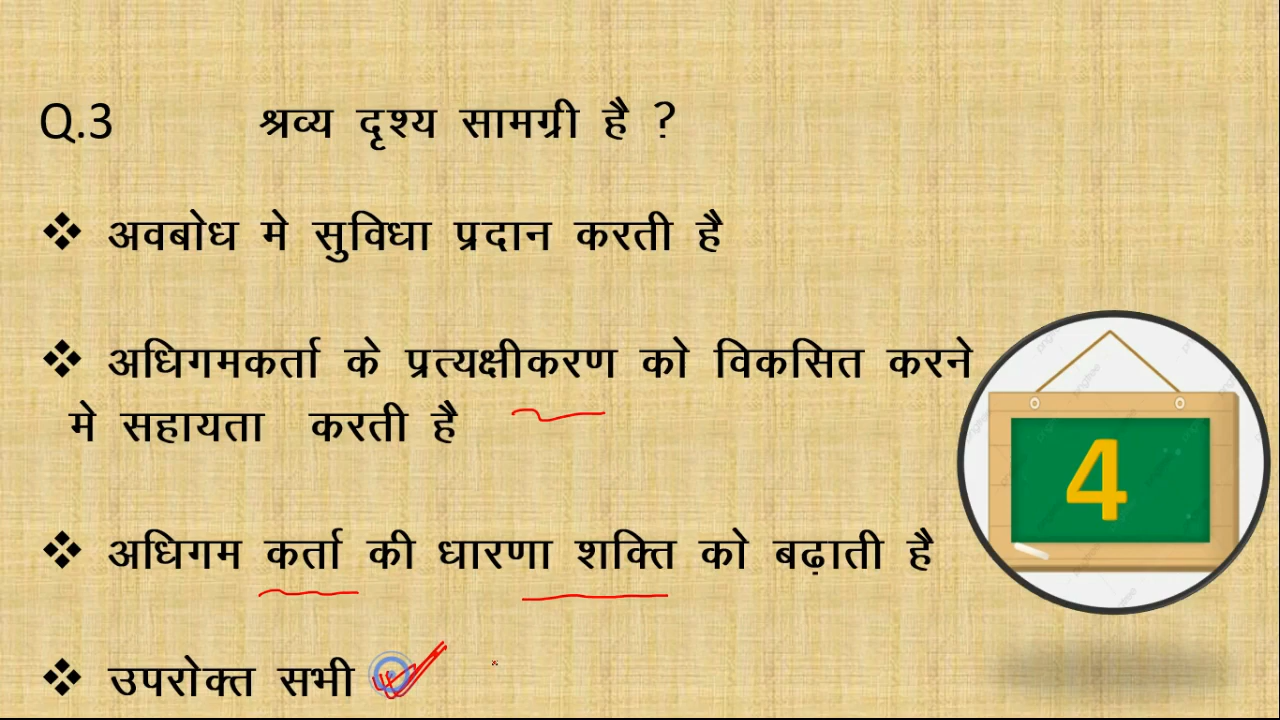 Q.3 श्रव्य दृश्य सामग्री है ?
❖ अवबोध मे सुविधा प्रदान करती है
❖ अधिगमकर्ता के प्रत्यक्षीकरण को विकसित करने
मे सहायता करती है
4
❖ अधिगम कर्ता की धारणा शक्ति को बढ़ाती है
❖ उपरोक्त सभी